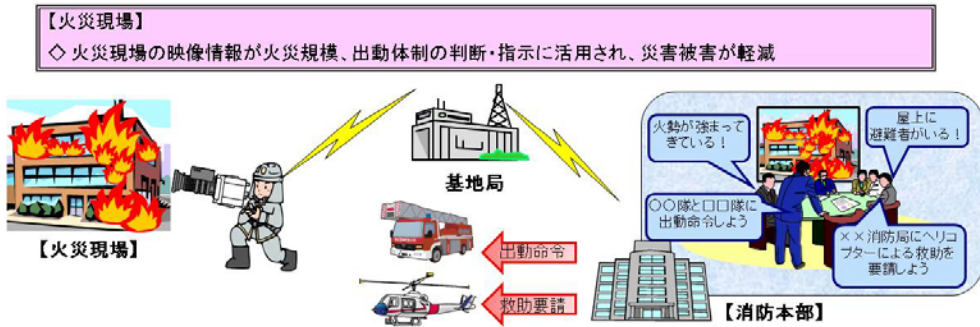 【火災現場】
◇ 火災現場の映像情報が火災規模、出動体制の判断・指示に活用され、災害被害が軽減
火勢が強まって
きている！
屋上に
避難者がいる！
基地局
○○隊と□□隊に
出動命令しよう
××消防局にヘリコ
プターによる救助を
要請しよう
【火災現場】
出動命令
救助要請
【消防本部】